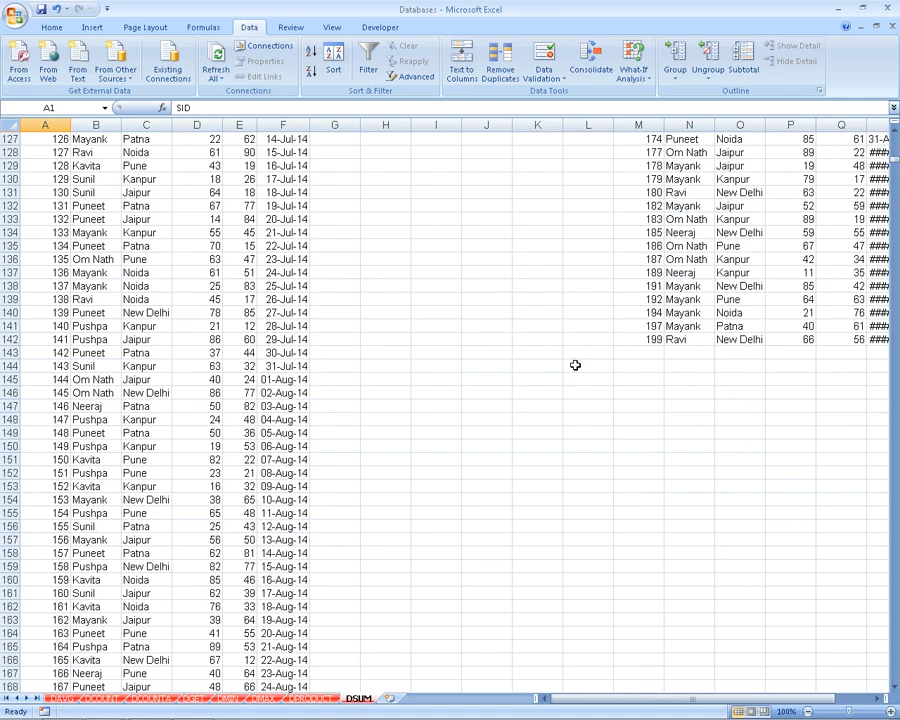 Databases - Microsoft Excel
Home Insert Page Layout Formulas Data Review View Developer
From Access From Web From Text From Other Sources Existing Connections Refresh All Connections Properties Edit Links Sort Filter Clear Reapply Advanced Text to Columns Remove Duplicates Data Validation Consolidate What-If Analysis Group Ungroup Subtotal Show Detail Hide Detail
Get External Data Connections Sort & Filter Data Tools Outline
A1 fx SID
A B C D E F G H I J K L M N O P Q R
127 126 Mayank Patna 22 62 14-Jul-14 174 Puneet Noida 85 61 31-A
128 127 Ravi Noida 61 90 15-Jul-14 177 Om Nath Jaipur 89 22 ####
129 128 Kavita Pune 43 19 16-Jul-14 178 Mayank Jaipur 19 48 ####
130 129 Sunil Kanpur 18 26 17-Jul-14 179 Mayank Kanpur 79 17 ####
131 130 Sunil Jaipur 64 18 18-Jul-14 180 Ravi New Delhi 63 22 ####
132 131 Puneet Patna 67 77 19-Jul-14 182 Mayank Jaipur 52 59 ####
133 132 Puneet Jaipur 14 84 20-Jul-14 183 Om Nath Kanpur 89 19 ####
134 133 Mayank Kanpur 55 45 21-Jul-14 185 Neeraj New Delhi 59 55 ####
135 134 Puneet Patna 70 15 22-Jul-14 186 Om Nath Pune 67 47 ####
136 135 Om Nath Pune 63 47 23-Jul-14 187 Om Nath Kanpur 42 34 ####
137 136 Mayank Noida 61 51 24-Jul-14 189 Neeraj Kanpur 11 35 ####
138 137 Mayank Noida 25 83 25-Jul-14 191 Mayank New Delhi 85 42 ####
139 138 Ravi Noida 45 17 26-Jul-14 192 Mayank Pune 64 63 ####
140 139 Puneet New Delhi 78 85 27-Jul-14 194 Mayank Noida 21 76 ####
141 140 Pushpa Kanpur 21 12 28-Jul-14 197 Mayank Patna 40 61 ####
142 141 Pushpa Jaipur 86 60 29-Jul-14 199 Ravi New Delhi 66 56 ####
143 142 Puneet Patna 37 44 30-Jul-14
144 143 Sunil Kanpur 63 32 31-Jul-14
145 144 Om Nath Jaipur 40 24 01-Aug-14
146 145 Om Nath New Delhi 86 77 02-Aug-14
147 146 Neeraj Patna 50 82 03-Aug-14
148 147 Pushpa Kanpur 24 48 04-Aug-14
149 148 Puneet Patna 50 36 05-Aug-14
150 149 Pushpa Kanpur 19 53 06-Aug-14
151 150 Kavita Pune 82 22 07-Aug-14
152 151 Pushpa Pune 23 21 08-Aug-14
153 152 Kavita Kanpur 16 32 09-Aug-14
154 153 Mayank New Delhi 38 65 10-Aug-14
155 154 Pushpa Pune 65 48 11-Aug-14
156 155 Sunil Patna 25 43 12-Aug-14
157 156 Mayank Jaipur 56 50 13-Aug-14
158 157 Puneet Patna 62 81 14-Aug-14
159 158 Pushpa New Delhi 82 77 15-Aug-14
160 159 Kavita Noida 85 46 16-Aug-14
161 160 Sunil Jaipur 62 39 17-Aug-14
162 161 Kavita Noida 76 33 18-Aug-14
163 162 Mayank Jaipur 39 64 19-Aug-14
164 163 Puneet Pune 41 55 20-Aug-14
165 164 Pushpa Patna 89 53 21-Aug-14
166 165 Kavita New Delhi 67 12 22-Aug-14
167 166 Neeraj Pune 40 64 23-Aug-14
168 167 Puneet Jaipur 48 66 24-Aug-14
DAVG DCOUNT DCOUNTA DGET DMIN DMAX DPRODUCT DSUM
Ready 100%